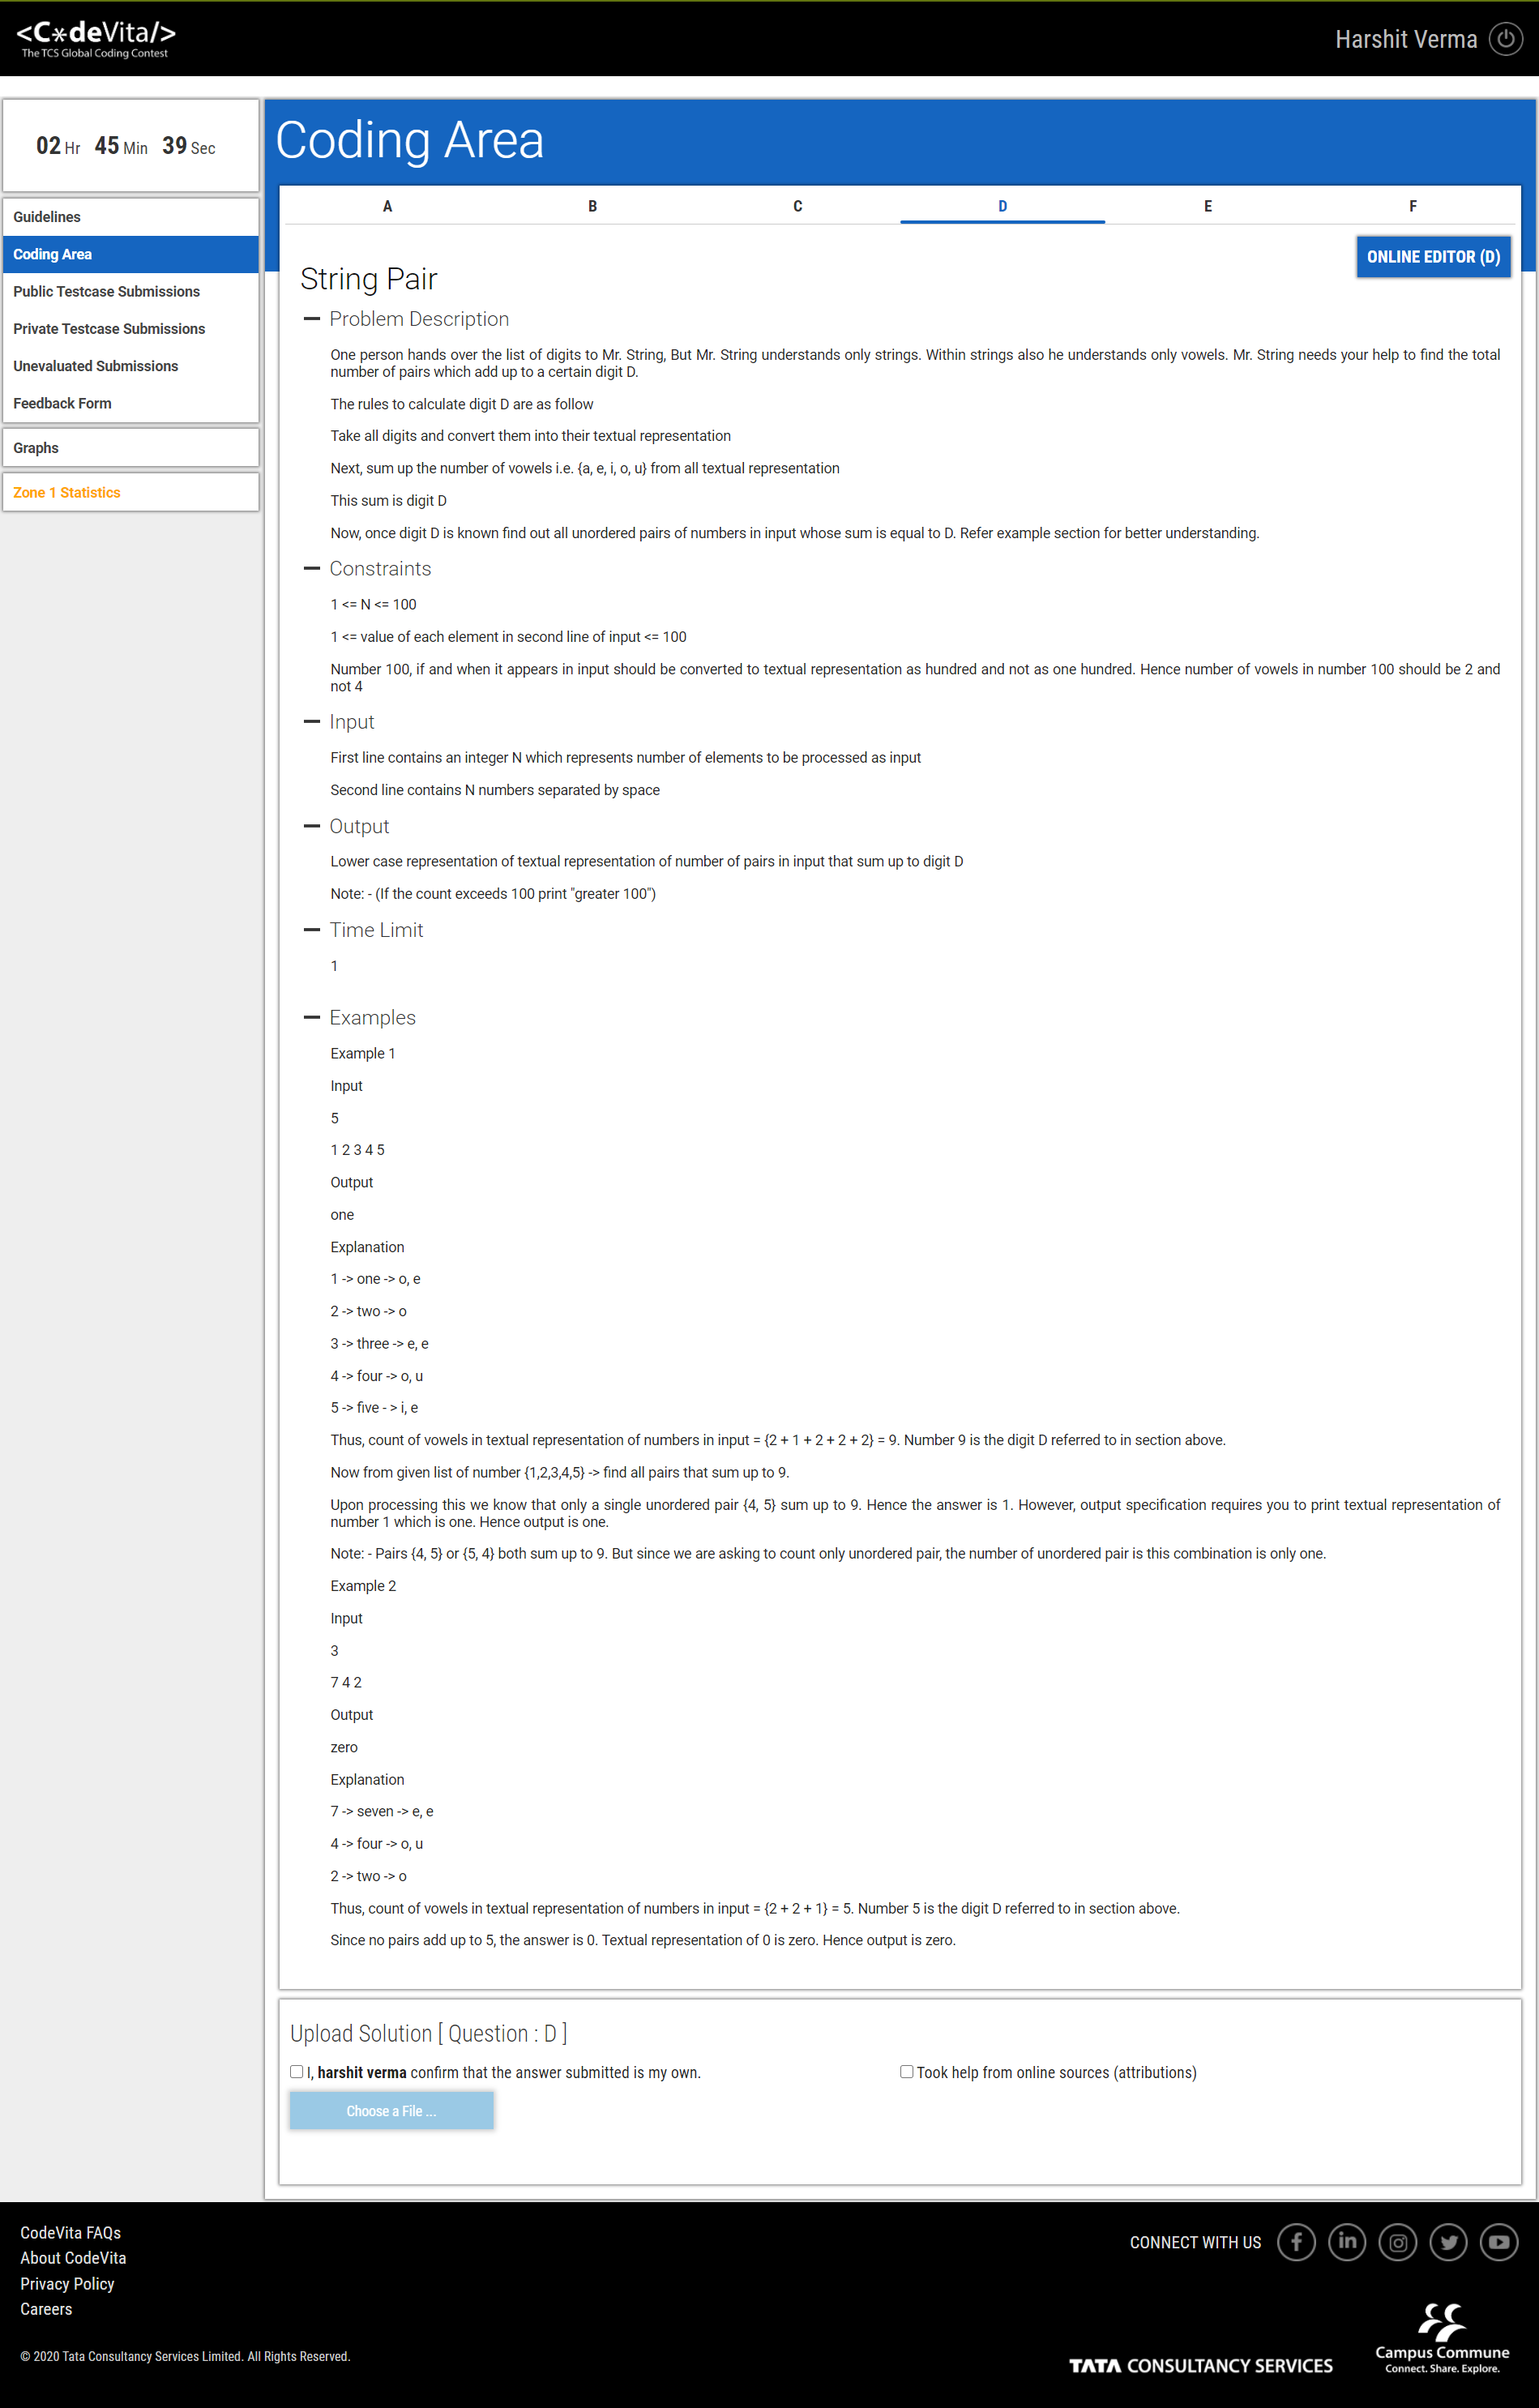 <C*deVita/>
The TCS Global Coding Contest
Harshit Verma
02 Hr 45 Min 39 Sec
Guidelines
Coding Area
Public Testcase Submissions
Private Testcase Submissions
Unevaluated Submissions
Feedback Form
Graphs
Zone 1 Statistics
Coding Area
A B C D E F
ONLINE EDITOR (D)
String Pair
Problem Description
One person hands over the list of digits to Mr. String, But Mr. String understands only strings. Within strings also he understands only vowels. Mr. String needs your help to find the total
number of pairs which add up to a certain digit D.
The rules to calculate digit D are as follow
Take all digits and convert them into their textual representation
Next, sum up the number of vowels i.e. {a, e, i, o, u} from all textual representation
This sum is digit D
Now, once digit D is known find out all unordered pairs of numbers in input whose sum is equal to D. Refer example section for better understanding.
Constraints
1 <= N <= 100
1 <= value of each element in second line of input <= 100
Number 100, if and when it appears in input should be converted to textual representation as hundred and not as one hundred. Hence number of vowels in number 100 should be 2 and
not 4
Input
First line contains an integer N which represents number of elements to be processed as input
Second line contains N numbers separated by space
Output
Lower case representation of textual representation of number of pairs in input that sum up to digit D
Note: - (If the count exceeds 100 print "greater 100")
Time Limit
1
Examples
Example 1
Input
5
1 2 3 4 5
Output
one
Explanation
1 -> one -> o, e
2 -> two -> o
3 -> three -> e, e
4 -> four -> o, u
5 -> five - > i, e
Thus, count of vowels in textual representation of numbers in input = {2 + 1 + 2 + 2 + 2} = 9. Number 9 is the digit D referred to in section above.
Now from given list of number {1,2,3,4,5} -> find all pairs that sum up to 9.
Upon processing this we know that only a single unordered pair {4, 5} sum up to 9. Hence the answer is 1. However, output specification requires you to print textual representation of
number 1 which is one. Hence output is one.
Note: - Pairs {4, 5} or {5, 4} both sum up to 9. But since we are asking to count only unordered pair, the number of unordered pair is this combination is only one.
Example 2
Input
3
7 4 2
Output
zero
Explanation
7 -> seven -> e, e
4 -> four -> o, u
2 -> two -> o
Thus, count of vowels in textual representation of numbers in input = {2 + 2 + 1} = 5. Number 5 is the digit D referred to in section above.
Since no pairs add up to 5, the answer is 0. Textual representation of 0 is zero. Hence output is zero.
Upload Solution [ Question : D ]
I, harshit verma confirm that the answer submitted is my own.
Took help from online sources (attributions)
Choose a File ...
CodeVita FAQs
About CodeVita
Privacy Policy
Careers
© 2020 Tata Consultancy Services Limited. All Rights Reserved.
CONNECT WITH US
TATA CONSULTANCY SERVICES
Campus Commune
Connect. Share. Explore.